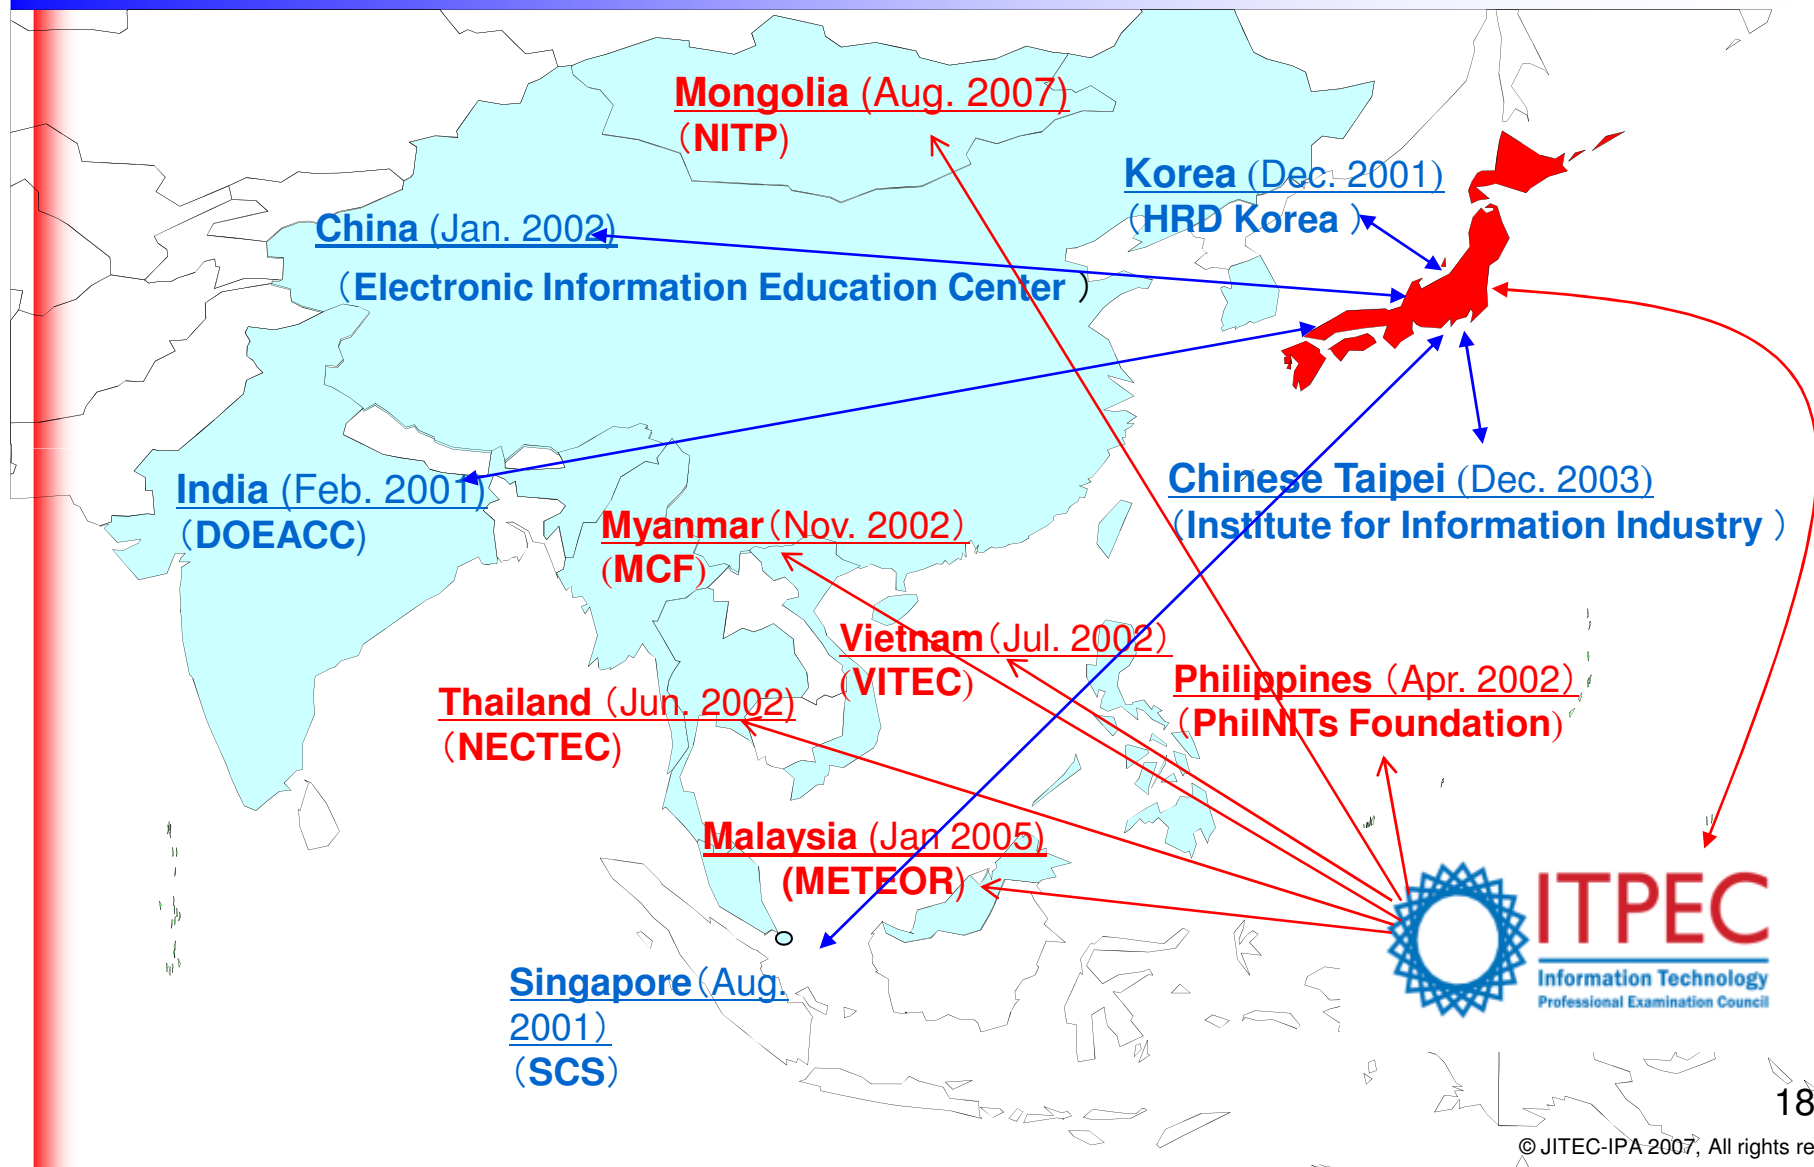 Mongolia (Aug. 2007)
（NITP)
Korea (Dec. 2001)
（HRD Korea ）
China (Jan. 2002)
（Electronic Information Education Center ）
India (Feb. 2001)
（DOEACC)
Chinese Taipei (Dec. 2003)
（Institute for Information Industry ）
Myanmar（Nov. 2002）
(MCF)
Vietnam（Jul. 2002）
(VITEC)
Philippines（Apr. 2002）
（PhilNITs Foundation)
Thailand（Jun. 2002)
（NECTEC)
Malaysia (Jan 2005)
(METEOR)
Singapore（Aug.
2001）
（SCS）
ITPEC
Information Technology
Professional Examination Council
18
© JITEC-IPA 2007, All rights re